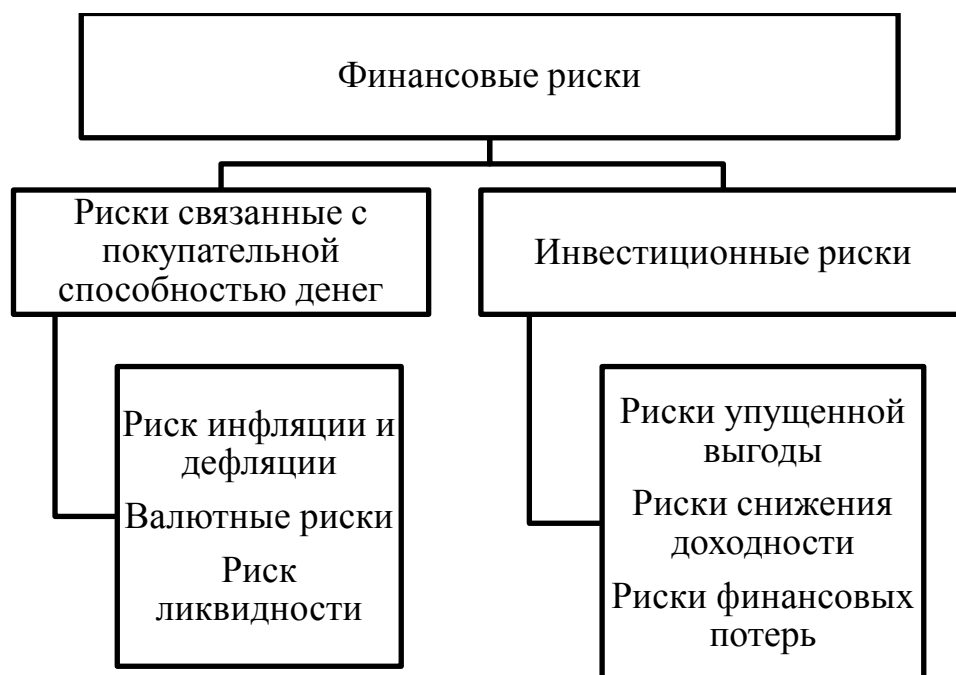 Финансовые риски
Риски связанные с
покупательной
способностью денег
Инвестиционные риски
Риск инфляции и
дефляции
Валютные риски
Риск
ликвидности
Риски упущенной
выгоды
Риски снижения
доходности
Риски финансовых
потерь